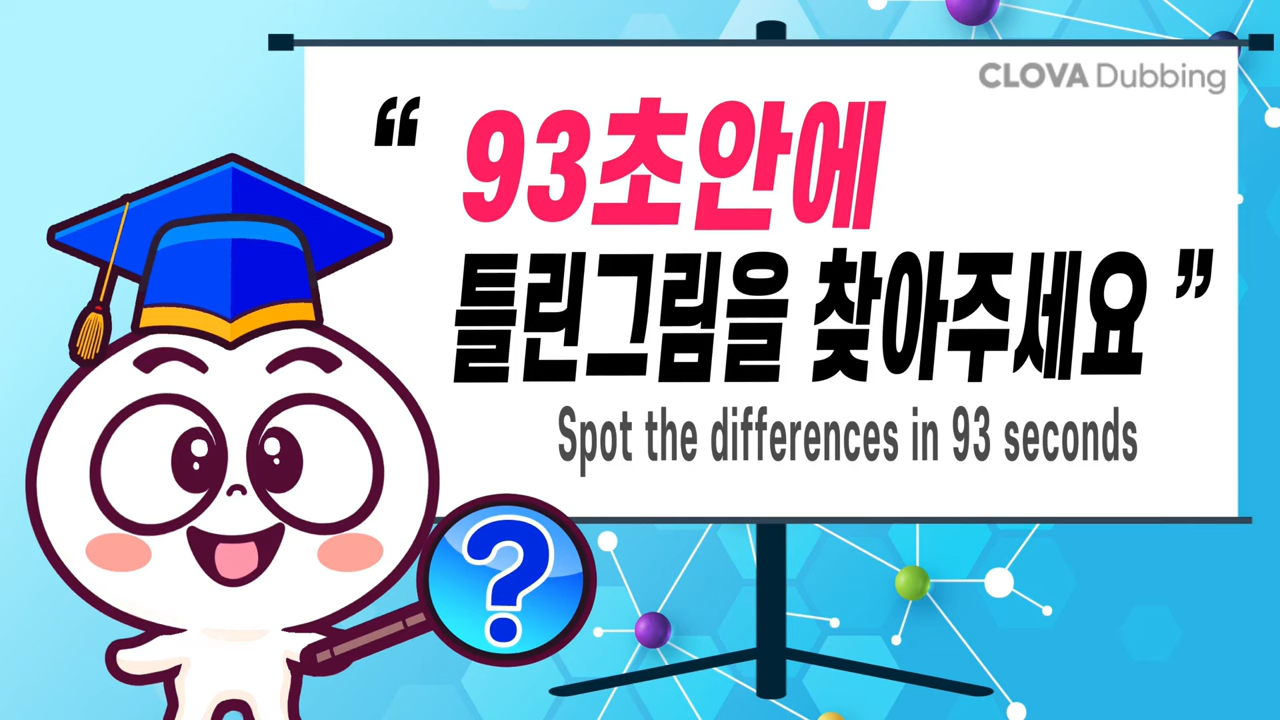 CLOVA Dubbing
“ 93초안에
틀린그림을 찾아주세요 ”
Spot the differences in 93 seconds
?